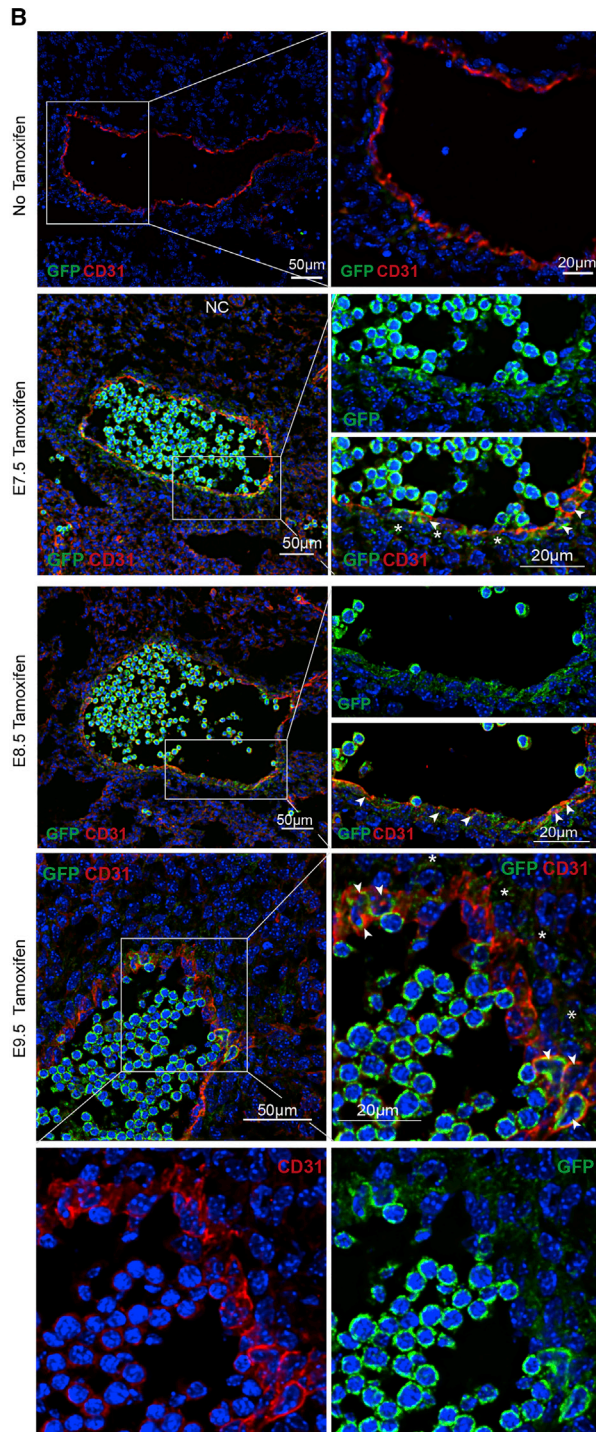 B
No Tamoxifen
GFP CD31
50µm
GFP CD31
20µm
E7.5 Tamoxifen
NC
GFP CD31
50µm
GFP
GFP CD31
* * *
20µm
E8.5 Tamoxifen
GFP CD31
50µm
GFP
GFP CD31
20µm
E9.5 Tamoxifen
GFP CD31
50µm
GFP CD31
* * * *
20µm
CD31
GFP